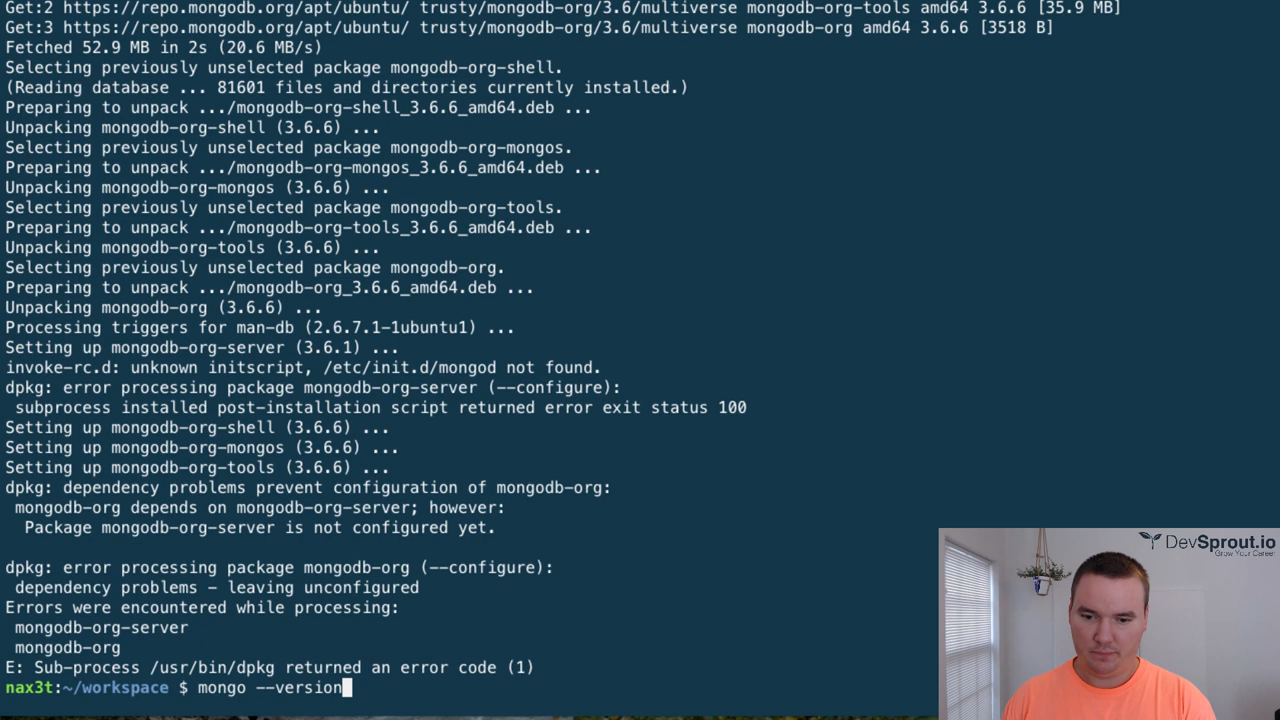 Get:2 https://repo.mongodb.org/apt/ubuntu/ trusty/mongodb-org/3.6/multiverse mongodb-org-tools amd64 3.6.6 [35.9 MB]
Get:3 https://repo.mongodb.org/apt/ubuntu/ trusty/mongodb-org/3.6/multiverse mongodb-org amd64 3.6.6 [3518 B]
Fetched 52.9 MB in 2s (20.6 MB/s)
Selecting previously unselected package mongodb-org-shell.
(Reading database ... 81601 files and directories currently installed.)
Preparing to unpack .../mongodb-org-shell_3.6.6_amd64.deb ...
Unpacking mongodb-org-shell (3.6.6) ...
Selecting previously unselected package mongodb-org-mongos.
Preparing to unpack .../mongodb-org-mongos_3.6.6_amd64.deb ...
Unpacking mongodb-org-mongos (3.6.6) ...
Selecting previously unselected package mongodb-org-tools.
Preparing to unpack .../mongodb-org-tools_3.6.6_amd64.deb ...
Unpacking mongodb-org-tools (3.6.6) ...
Selecting previously unselected package mongodb-org.
Preparing to unpack .../mongodb-org_3.6.6_amd64.deb ...
Unpacking mongodb-org (3.6.6) ...
Processing triggers for man-db (2.6.7.1-1ubuntu1) ...
Setting up mongodb-org-server (3.6.1) ...
invoke-rc.d: unknown initscript, /etc/init.d/mongod not found.
dpkg: error processing package mongodb-org-server (--configure):
subprocess installed post-installation script returned error exit status 100
Setting up mongodb-org-shell (3.6.6) ...
Setting up mongodb-org-mongos (3.6.6) ...
Setting up mongodb-org-tools (3.6.6) ...
dpkg: dependency problems prevent configuration of mongodb-org:
mongodb-org depends on mongodb-org-server; however:
Package mongodb-org-server is not configured yet.
dpkg: error processing package mongodb-org (--configure):
dependency problems - leaving unconfigured
Errors were encountered while processing:
mongodb-org-server
mongodb-org
E: Sub-process /usr/bin/dpkg returned an error code (1)
nax3t:~/workspace $ mongo --version
DevSprout.io
Grow Your Career